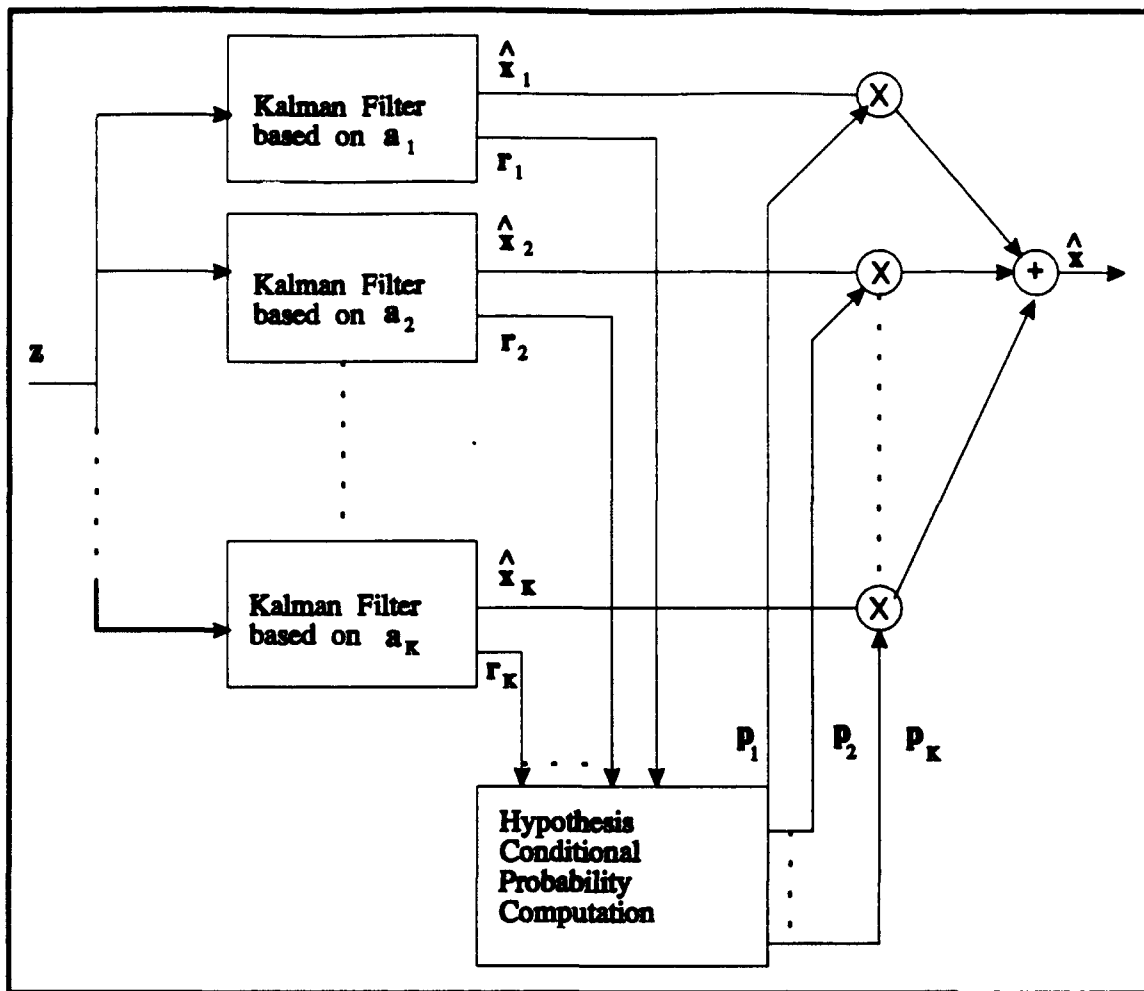 x̂₁
Kalman Filter
based on a₁
r₁
x̂₂
Kalman Filter
based on a₂
r₂
z
x̂
x̂_K
Kalman Filter
based on a_K
r_K
p₁
p₂
p_K
Hypothesis
Conditional
Probability
Computation
X
X
+
X